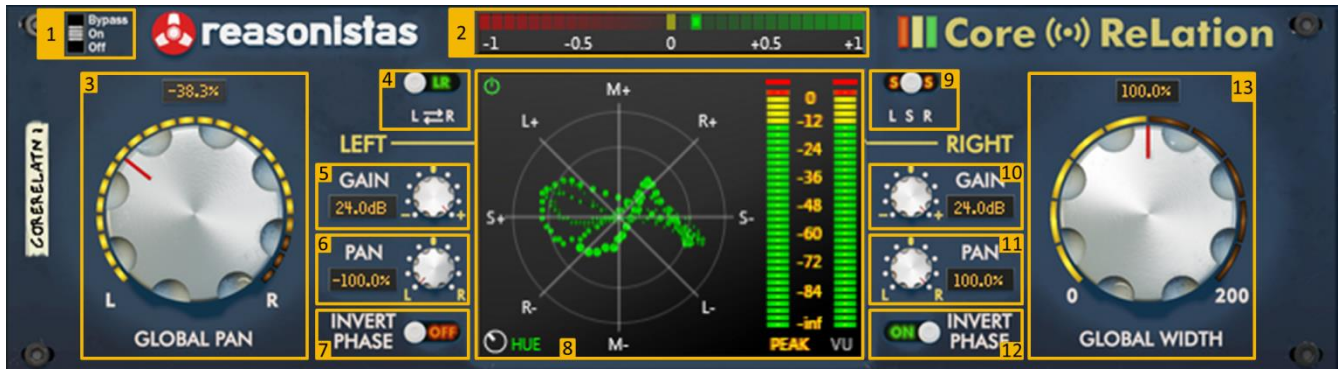 1
Bypass
On
Off
reasonistas
2
-1 -0.5 0 +0.5 +1
Core ReLation
3
-38.3%
L R
GLOBAL PAN
CORERELATN 1
4
LR
L⇄R
LEFT
5
GAIN
24.0dB
- +
6
PAN
-100.0%
L R
7
INVERT
PHASE
OFF
M+
L+ R+
S+ S-
R- L-
M-
HUE
8
0
-12
-24
-36
-48
-60
-72
-84
-inf
PEAK VU
9
S S
L S R
RIGHT
10
GAIN
24.0dB
- +
11
PAN
100.0%
L R
12
ON
INVERT
PHASE
13
100.0%
0 200
GLOBAL WIDTH